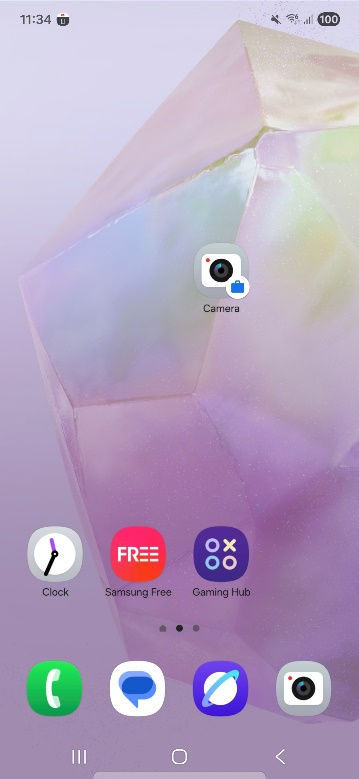 11:34
100
Camera
FREE
Clock
Samsung Free
Gaming Hub